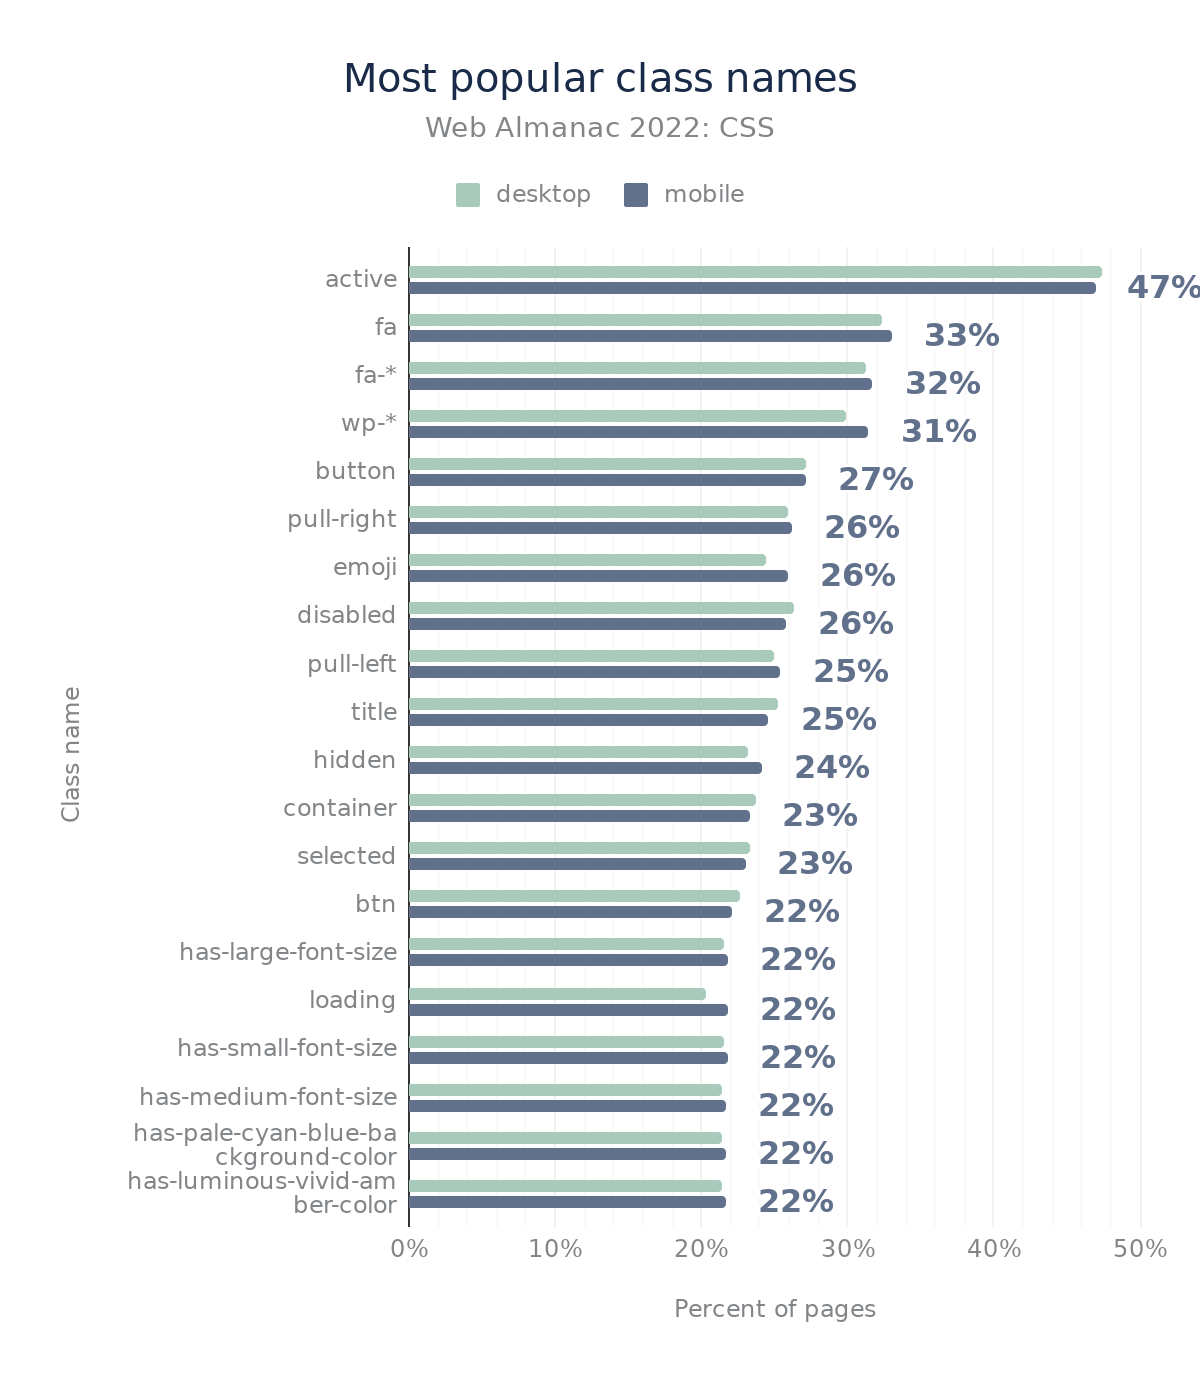 Most popular class names
Web Almanac 2022: CSS
desktop
mobile
active
47%
fa
33%
fa-*
32%
wp-*
31%
button
27%
pull-right
26%
emoji
26%
disabled
26%
pull-left
25%
title
25%
hidden
24%
container
23%
selected
23%
btn
22%
has-large-font-size
22%
loading
22%
has-small-font-size
22%
has-medium-font-size
22%
has-pale-cyan-blue-ba
ckground-color
22%
has-luminous-vivid-am
ber-color
22%
Class name
0% 10% 20% 30% 40% 50%
Percent of pages